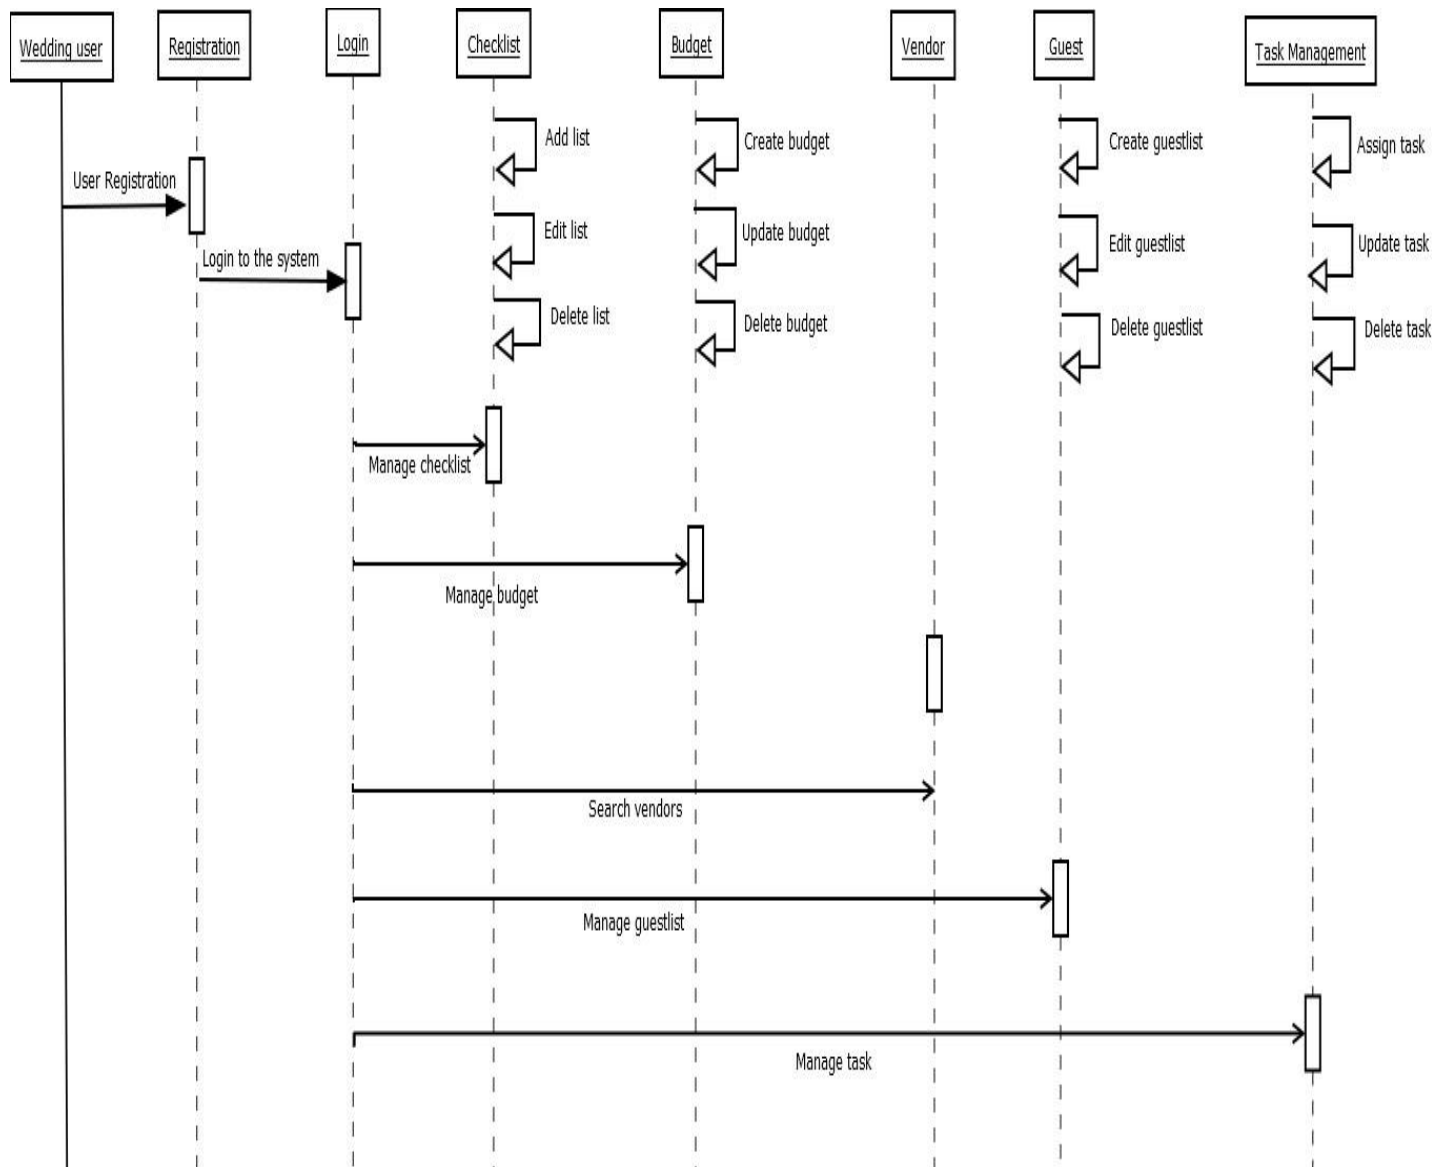 Wedding user
Registration
Login
Checklist
Budget
Vendor
Guest
Task Management
Add list
Create budget
Create guestlist
Assign task
User Registration
Edit list
Update budget
Edit guestlist
Update task
Login to the system
Delete list
Delete budget
Delete guestlist
Delete task
Manage checklist
Manage budget
Search vendors
Manage guestlist
Manage task